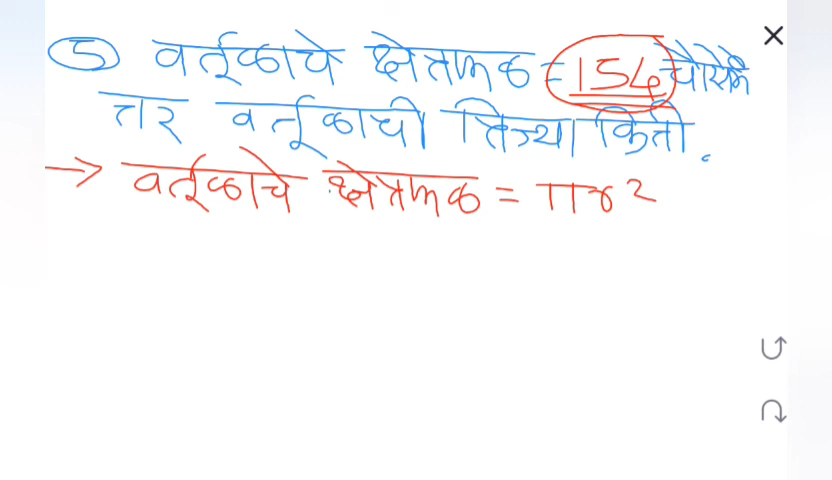 5 वर्तूळाचे क्षेत्रफळ = 154 चौसेमी
तर वर्तूळाची त्रिज्या किती.
→ वर्तूळाचे क्षेत्रफळ = πr2